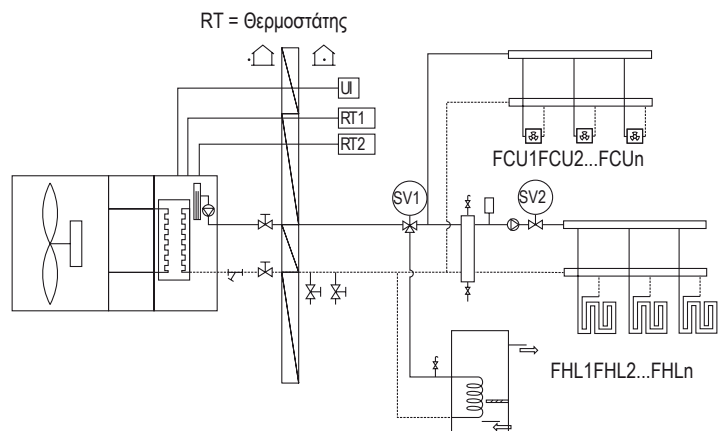 RT = Θερμοστάτης
UI
RT1
RT2
FCU1FCU2...FCUn
SV1
SV2
FHL1FHL2...FHLn